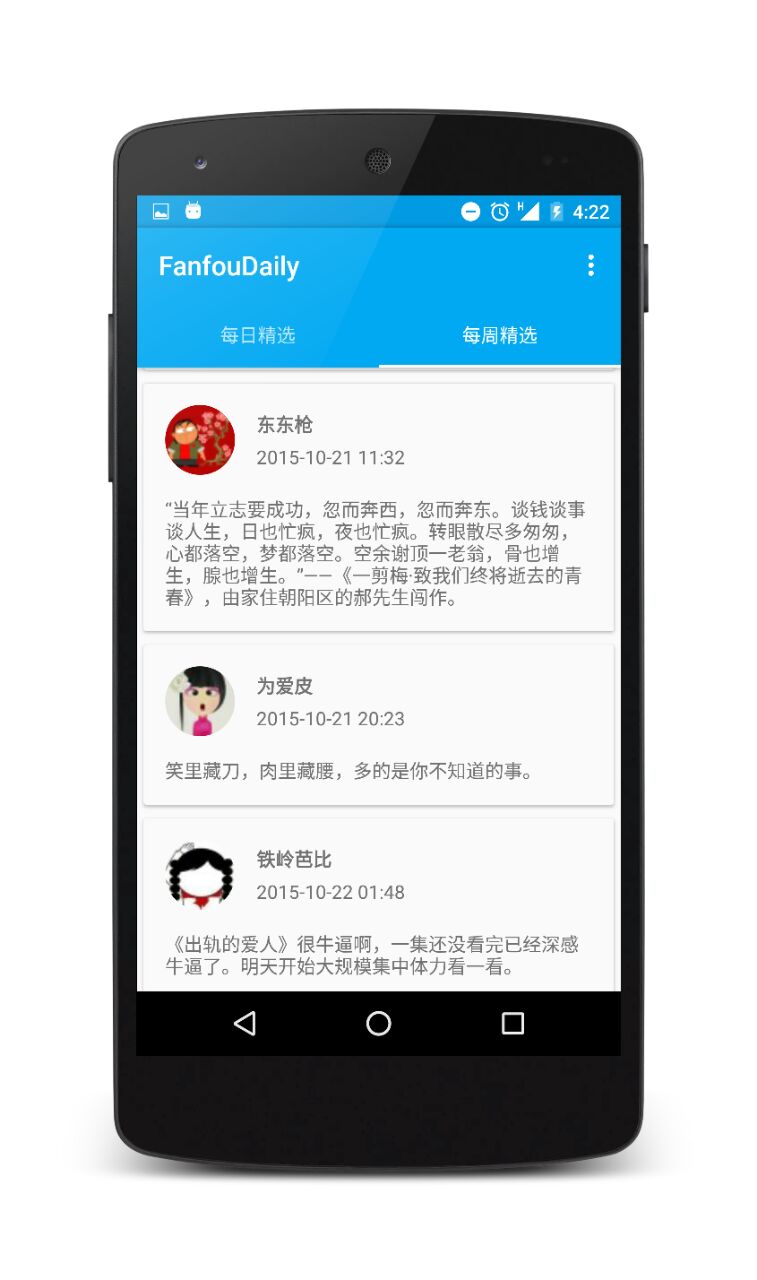 4:22
FanfouDaily
每日精选
每周精选
东东枪
2015-10-21 11:32
“当年立志要成功，忽而奔西，忽而奔东。谈钱谈事
谈人生，日也忙疯，夜也忙疯。转眼散尽多匆匆，
心都落空，梦都落空。空余谢顶一老翁，骨也增
生，腺也增生。”——《一剪梅·致我们终将逝去的青
春》，由家住朝阳区的郝先生闯作。
为爱皮
2015-10-21 20:23
笑里藏刀，肉里藏腰，多的是你不知道的事。
铁岭芭比
2015-10-22 01:48
《出轨的爱人》很牛逼啊，一集还没看完已经深感
牛逼了。明天开始大规模集中体力看一看。